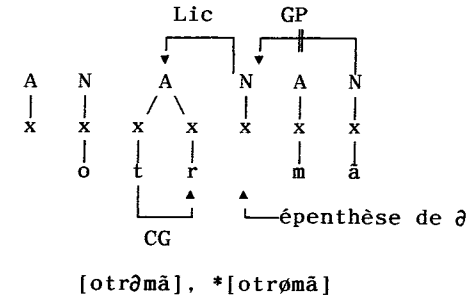 Lic GP
A N A N A N
x x x x x x x
o t r m ã
épenthèse de ∂
CG
[otr∂mã], *[otrømã]